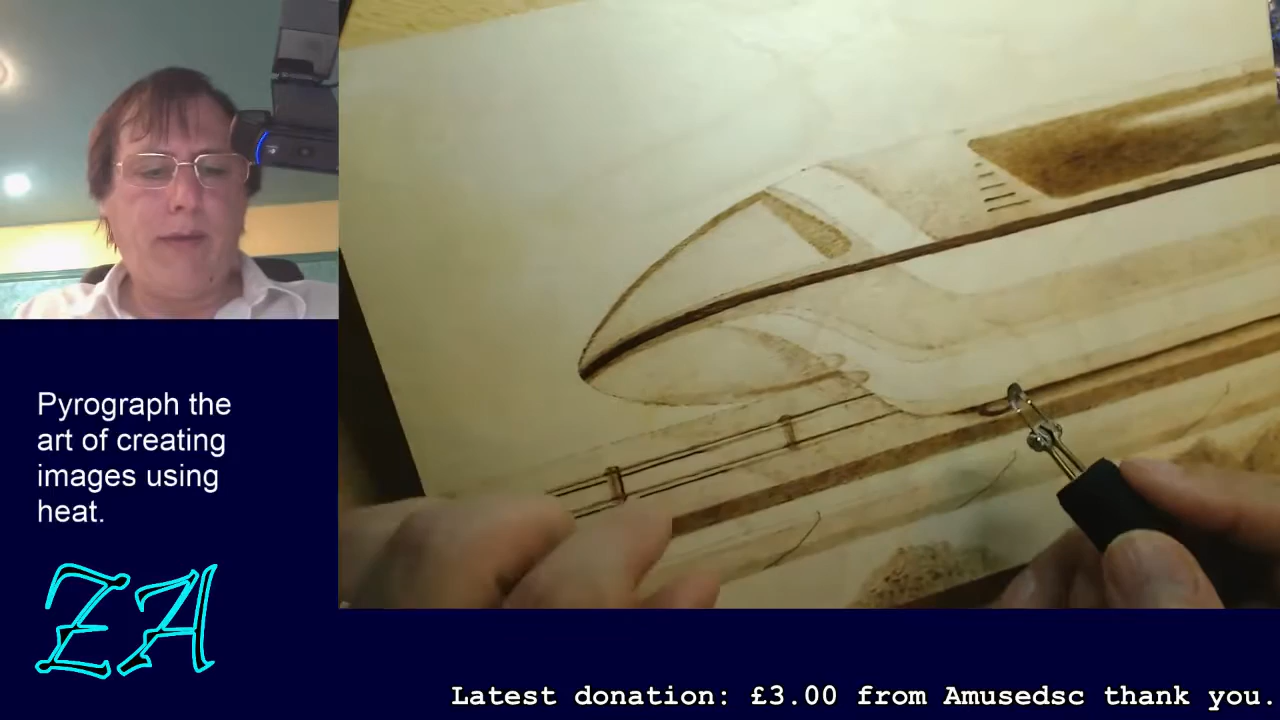 Pyrograph the
art of creating
images using
heat.
ZA
Latest donation: £3.00 from Amusedsc thank you.